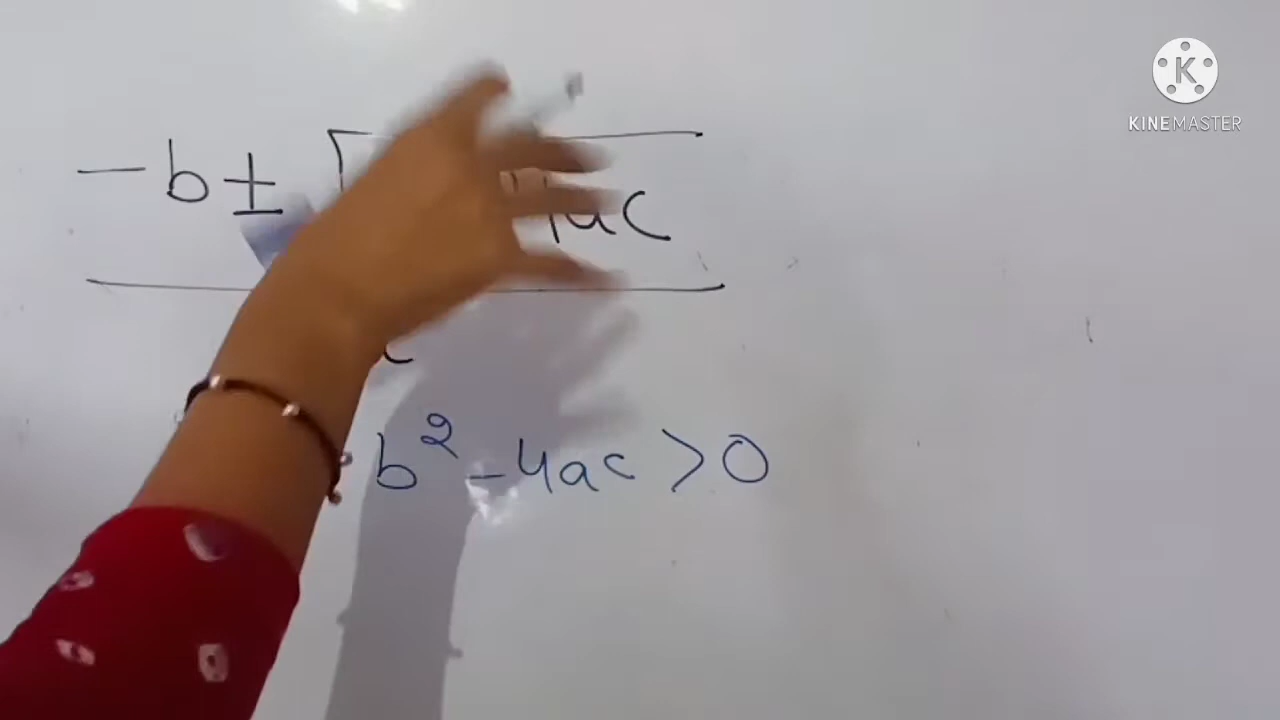 KINEMASTER
-b ± √ 4ac
b² - 4ac > 0